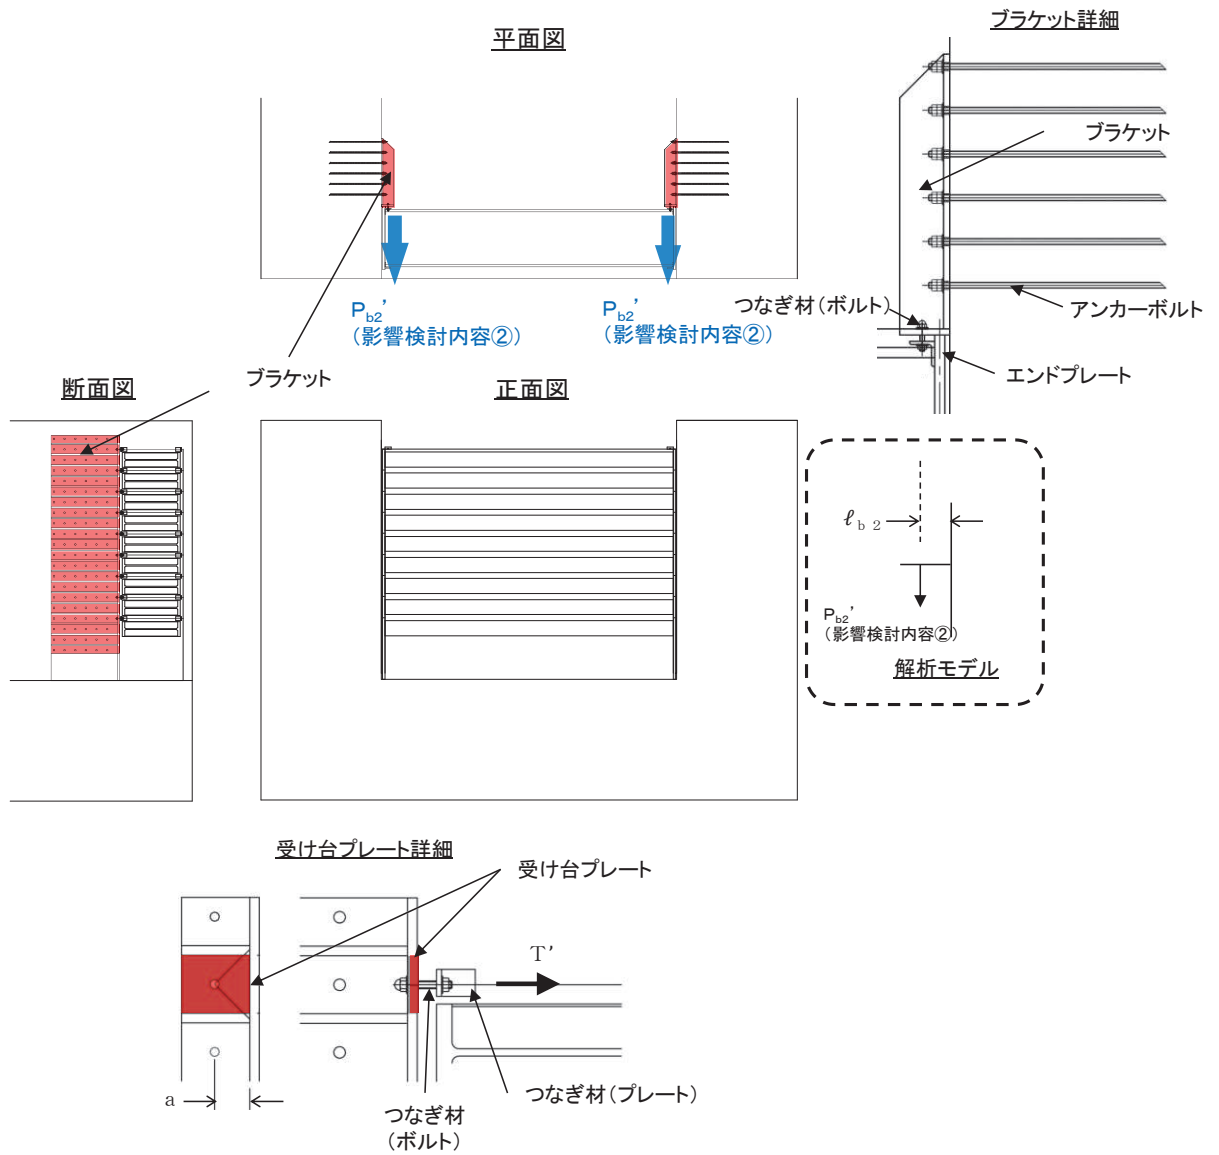 平面図
ブラケット詳細
ブラケット
アンカーボルト
つなぎ材(ボルト)
エンドプレート
Pb2’
(影響検討内容②)
Pb2’
(影響検討内容②)
ブラケット
断面図
正面図
ℓb2
Pb2’
(影響検討内容②)
解析モデル
受け台プレート詳細
受け台プレート
T’
a
つなぎ材(プレート)
つなぎ材
(ボルト)